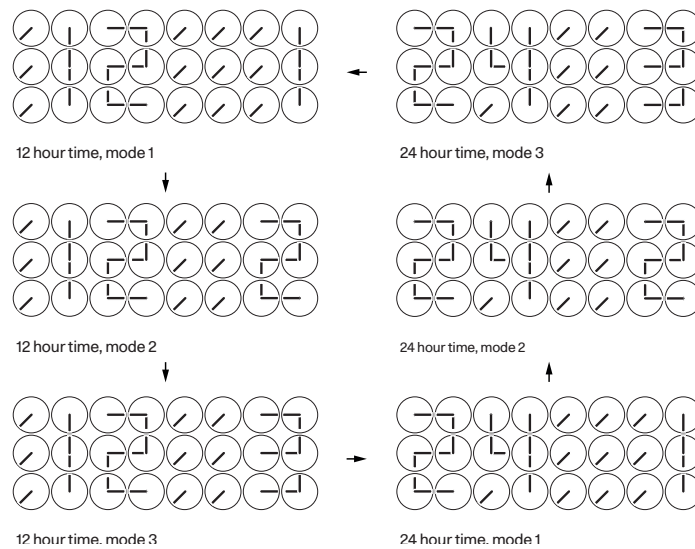 12 hour time, mode 1
24 hour time, mode 3
12 hour time, mode 2
24 hour time, mode 2
12 hour time, mode 3
24 hour time, mode 1